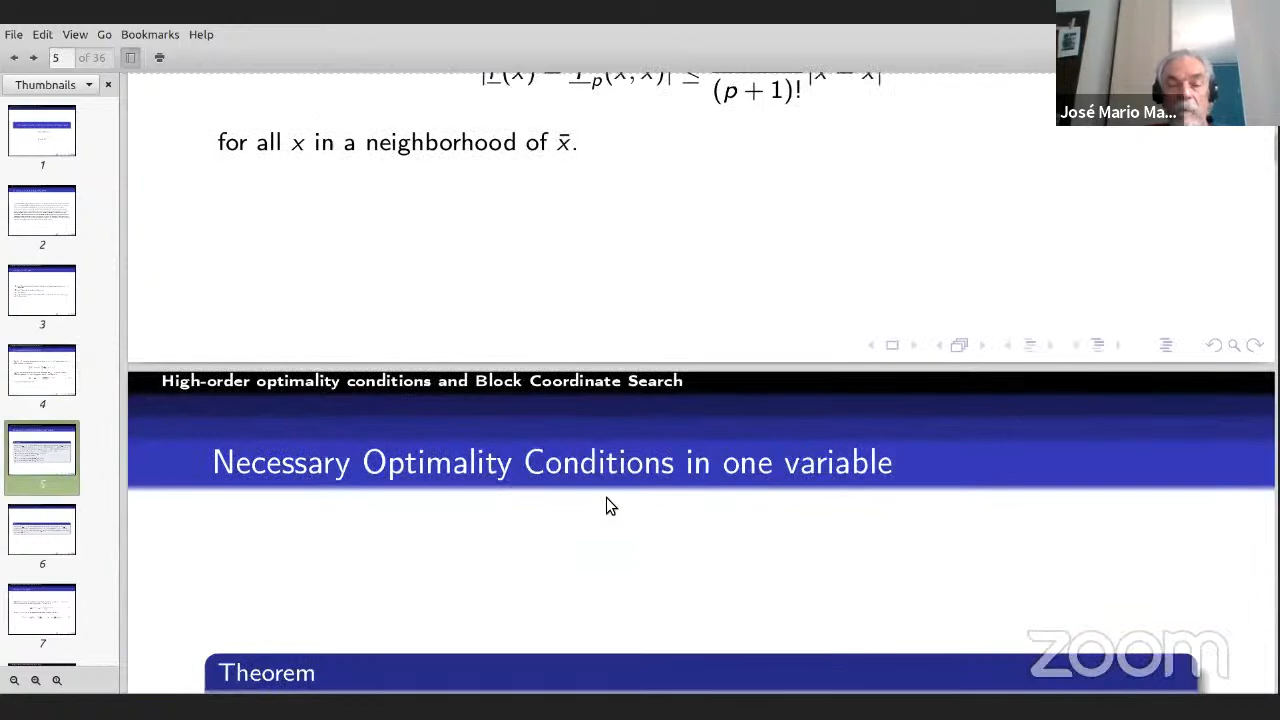 File Edit View Go Bookmarks Help
5 of 36
Thumbnails
1
2
3
4
5
6
7
(p + 1)!
for all x in a neighborhood of x̄.
José Mario Ma...
High-order optimality conditions and Block Coordinate Search
Necessary Optimality Conditions in one variable
Theorem
zoom